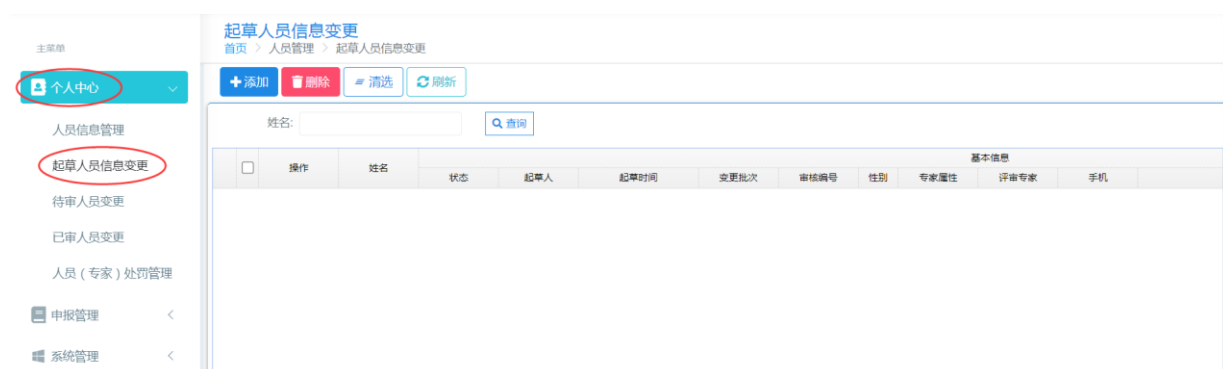 主菜单
个人中心
人员信息管理
起草人员信息变更
待审人员变更
已审人员变更
人员（专家）处罚管理
申报管理
系统管理
起草人员信息变更
首页 > 人员管理 > 起草人员信息变更
添加 删除 清选 刷新
姓名: 查询
基本信息
操作 姓名
状态 起草人 起草时间 变更批次 审核编号 性别 专家属性 评审专家 手机